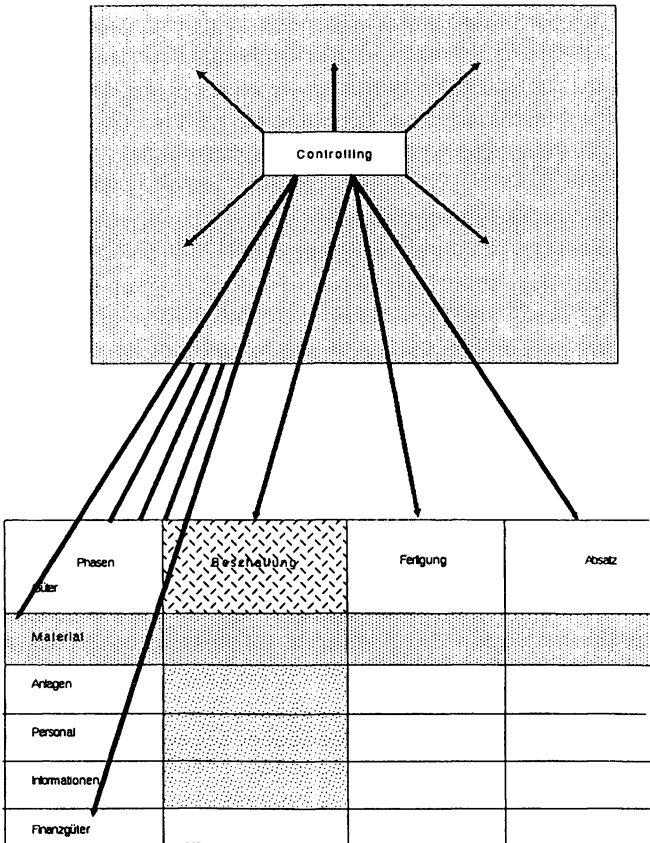 Controlling
Phasen
Beschaffung
Fertigung
Absatz
Güter
Material
Anlagen
Personal
Informationen
Finanzgüter